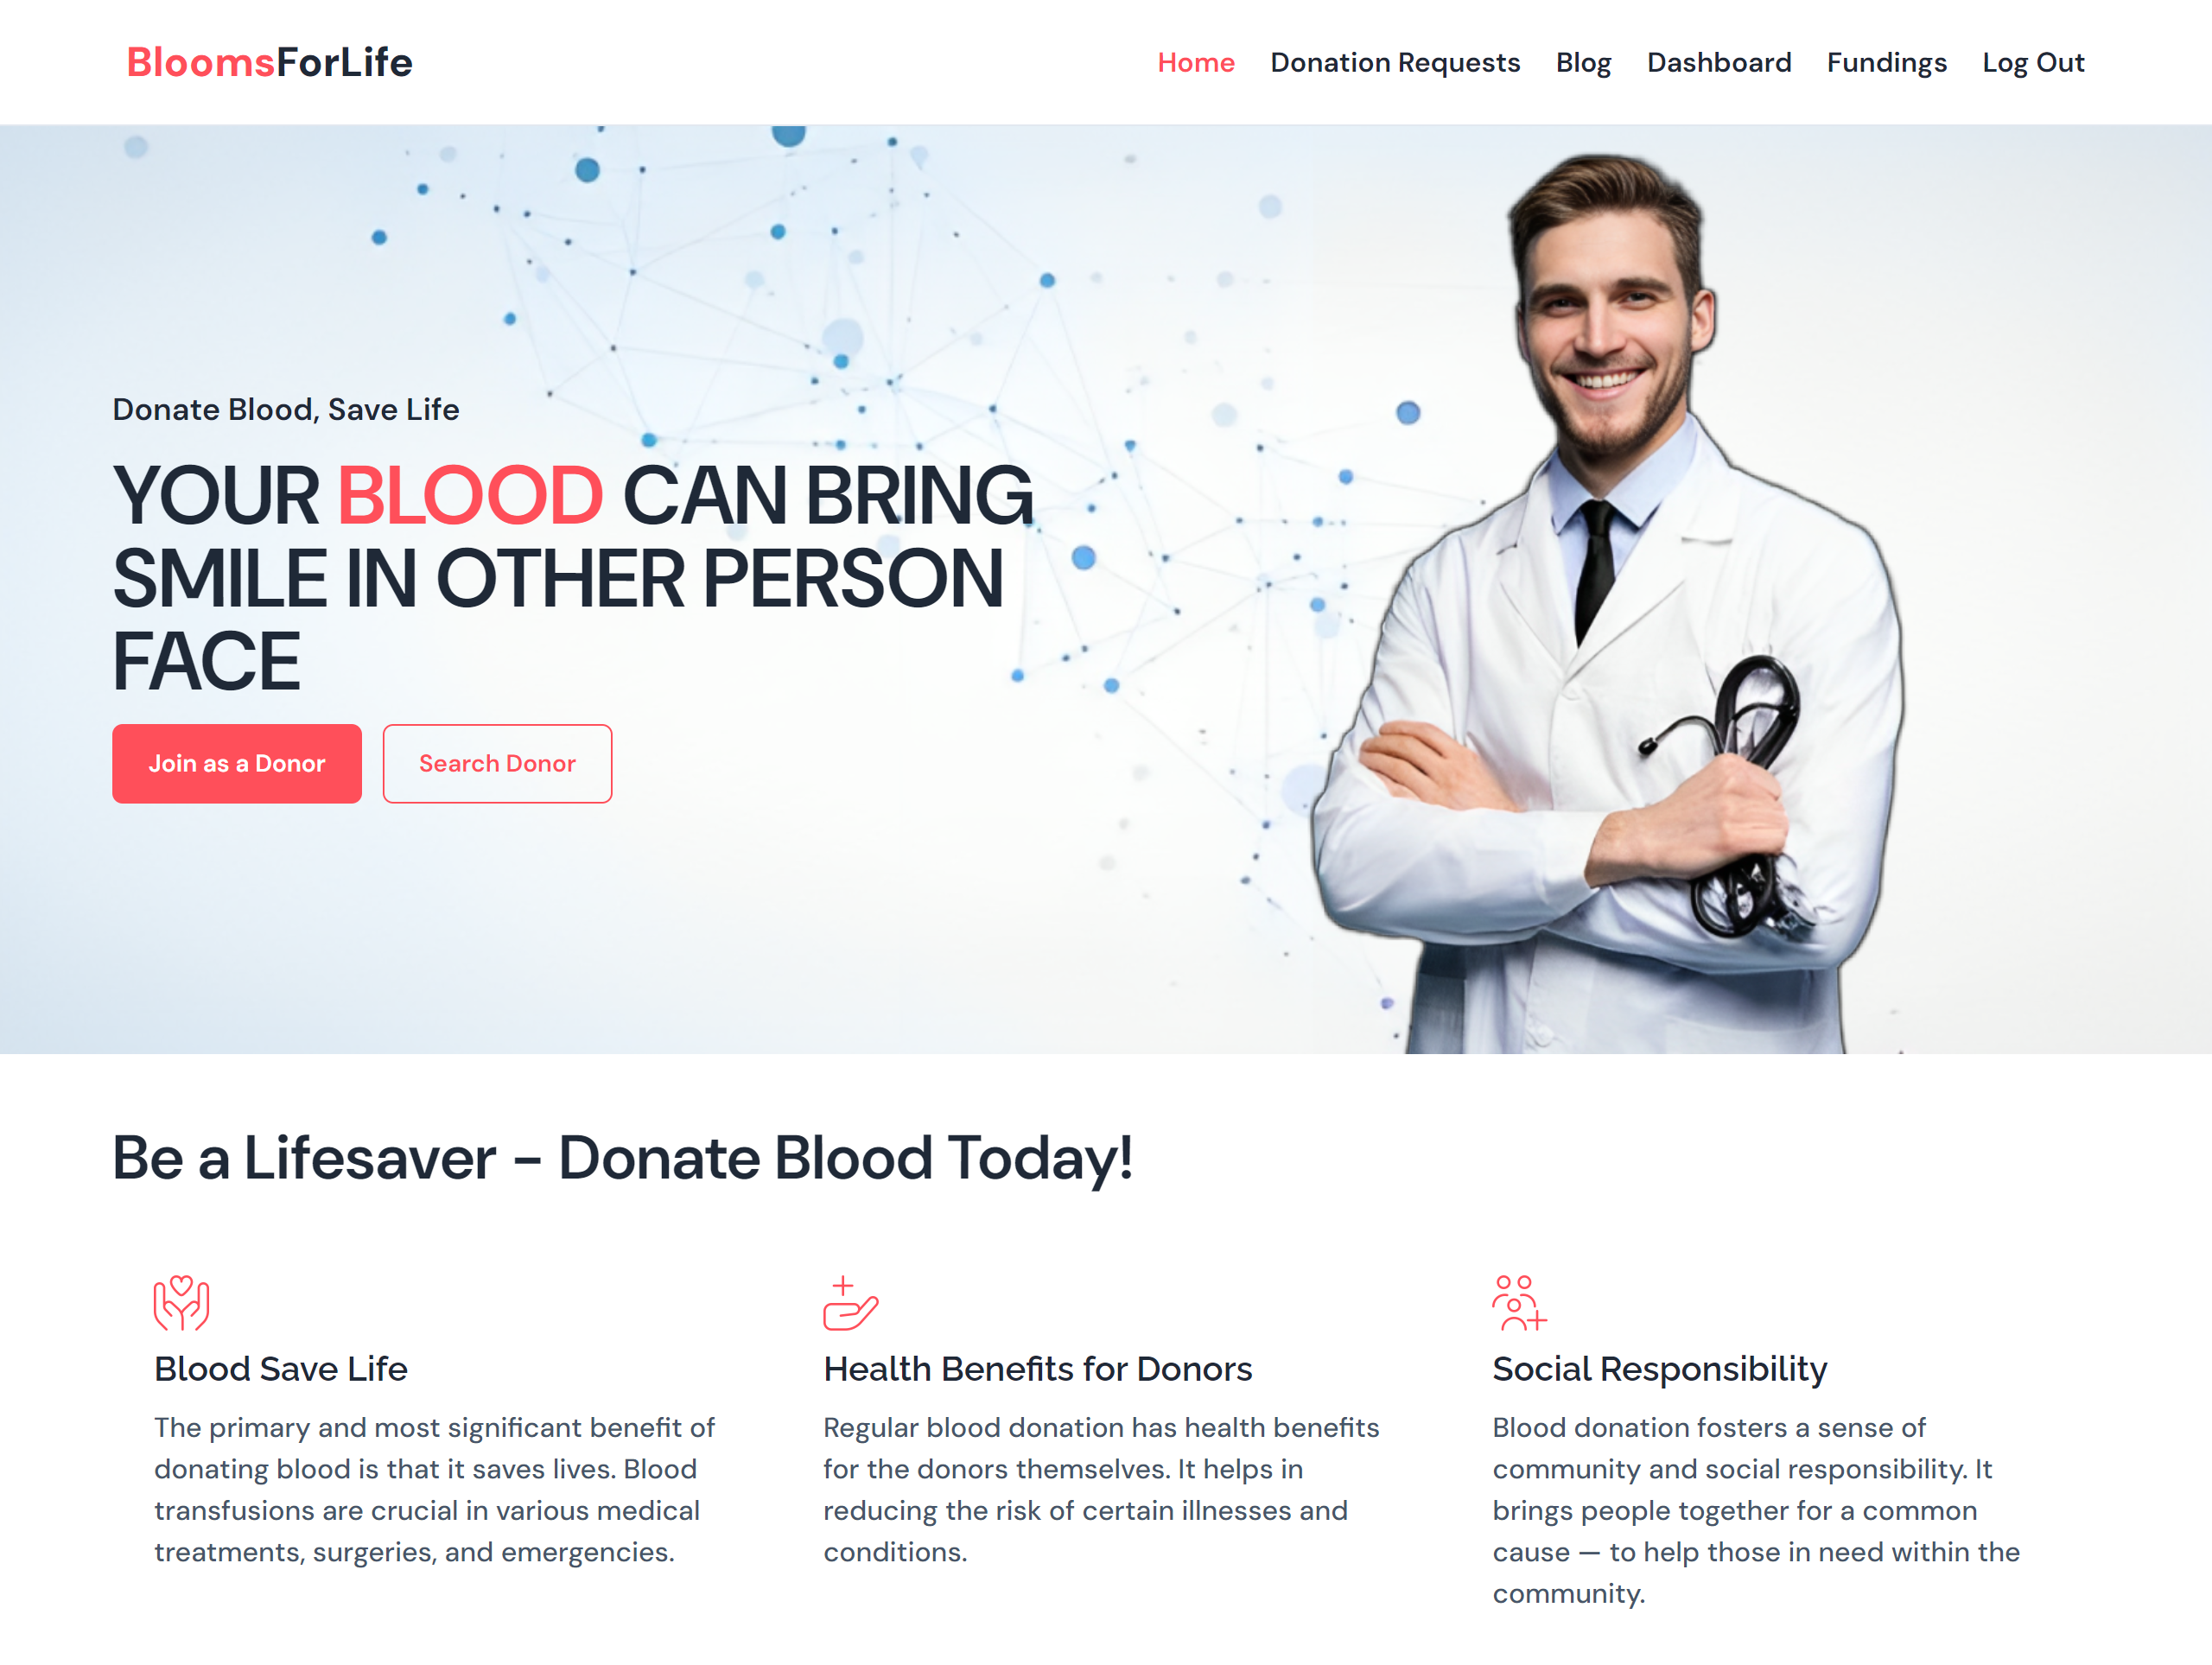 BloomsForLife
Home Donation Requests Blog Dashboard Fundings Log Out
Donate Blood, Save Life
YOUR BLOOD CAN BRING
SMILE IN OTHER PERSON
FACE
Join as a Donor
Search Donor
Be a Lifesaver - Donate Blood Today!
Blood Save Life
The primary and most significant benefit of
donating blood is that it saves lives. Blood
transfusions are crucial in various medical
treatments, surgeries, and emergencies.
Health Benefits for Donors
Regular blood donation has health benefits
for the donors themselves. It helps in
reducing the risk of certain illnesses and
conditions.
Social Responsibility
Blood donation fosters a sense of
community and social responsibility. It
brings people together for a common
cause — to help those in need within the
community.